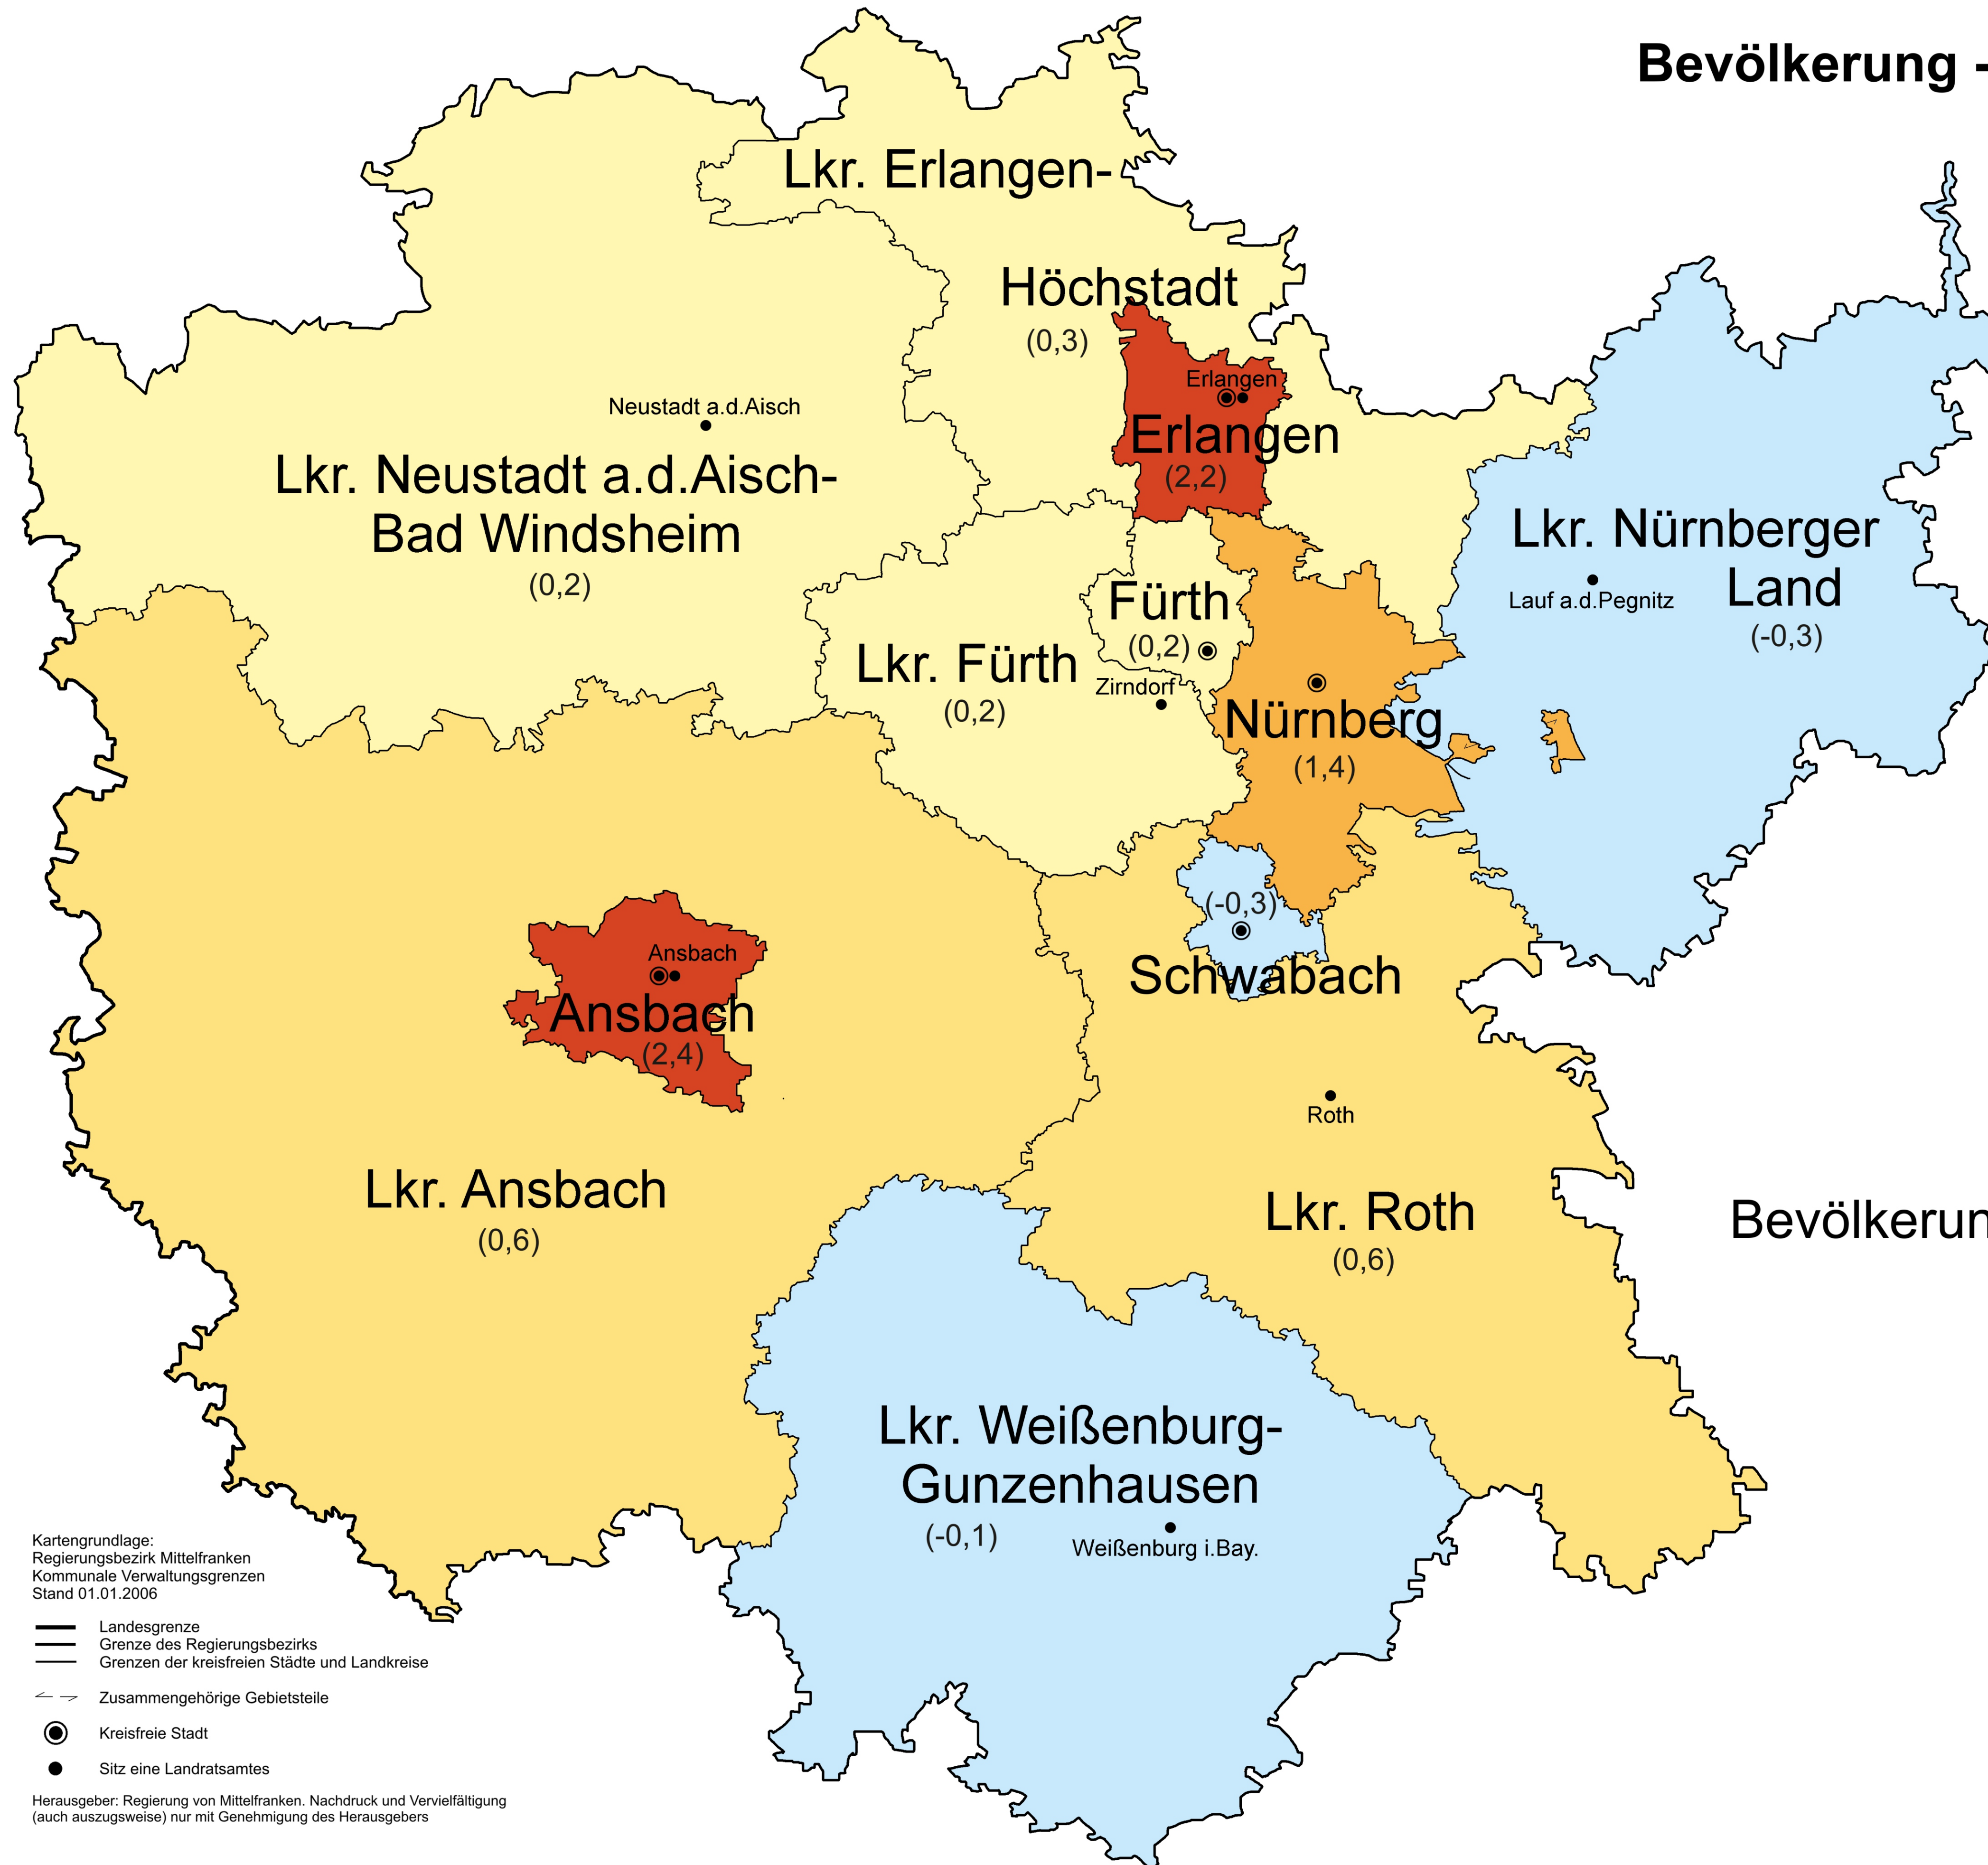 Bevölkerung -
Lkr. Erlangen-
Höchstadt
(0,3)
Erlangen
Erlangen
(2,2)
Neustadt a.d.Aisch
Lkr. Neustadt a.d.Aisch-
Bad Windsheim
(0,2)
Lkr. Nürnberger
Land
Lauf a.d.Pegnitz
(-0,3)
Fürth
(0,2)
Lkr. Fürth
(0,2)
Zirndorf
Nürnberg
(1,4)
(-0,3)
Schwabach
Ansbach
Ansbach
(2,4)
Roth
Lkr. Ansbach
(0,6)
Lkr. Roth
(0,6)
Bevölkerun
Lkr. Weißenburg-
Gunzenhausen
(-0,1)
Weißenburg i.Bay.
Kartengrundlage:
Regierungsbezirk Mittelfranken
Kommunale Verwaltungsgrenzen
Stand 01.01.2006
Landesgrenze
Grenze des Regierungsbezirks
Grenzen der kreisfreien Städte und Landkreise
Zusammengehörige Gebietsteile
Kreisfreie Stadt
Sitz eine Landratsamtes
Herausgeber: Regierung von Mittelfranken. Nachdruck und Vervielfältigung
(auch auszugsweise) nur mit Genehmigung des Herausgebers